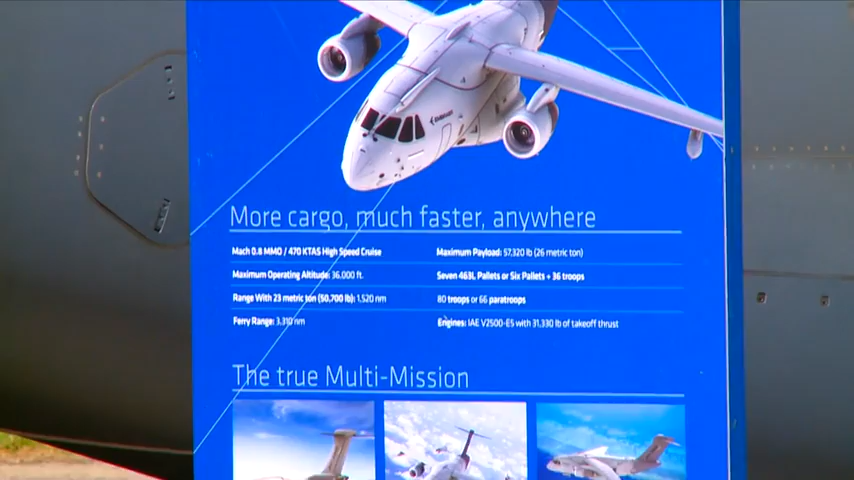 EMBRAER
More cargo, much faster, anywhere
Mach 0.8 MMO / 470 KTAS High Speed Cruise
Maximum Payload: 57,320 lb (26 metric ton)
Maximum Operating Altitude: 36,000 ft.
Seven 463L Pallets or Six Pallets + 36 troops
Range With 23 metric ton (50,700 lb): 1,520 nm
80 troops or 66 paratroops
Ferry Range: 3,310 nm
Engines: IAE V2500-E5 with 31,330 lb of takeoff thrust
The true Multi-Mission